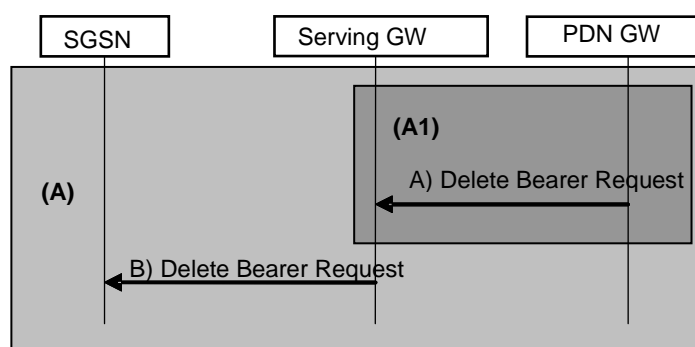 SGSN
Serving GW
PDN GW
(A1)
(A)
A) Delete Bearer Request
B) Delete Bearer Request